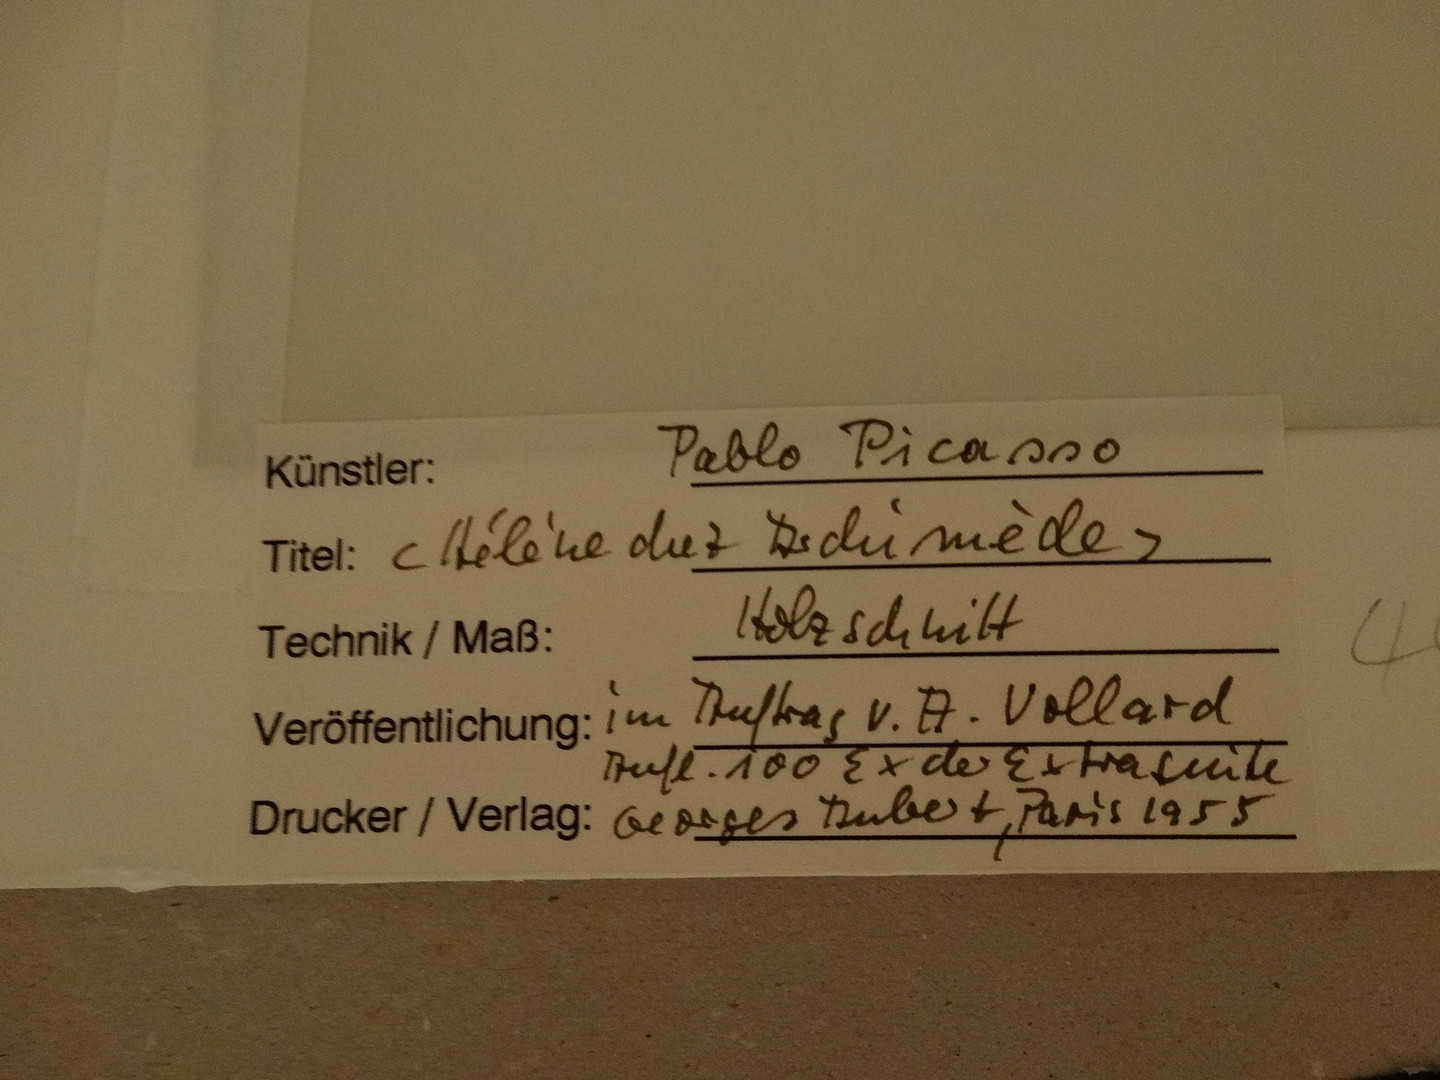 Künstler: Pablo Picasso
Titel: <Hélène chez Archimède>
Technik / Maß: Holzschnitt
Veröffentlichung: im Auftrag v. A. Vollard
Aufl. 100 Ex der Extrasuite
Drucker / Verlag: Georges Aubert, Paris 1955